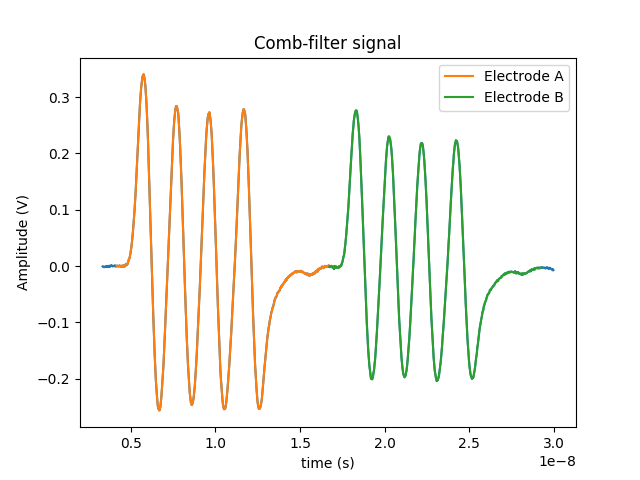 Comb-filter signal
Electrode A
Electrode B
Amplitude (V)
0.3
0.2
0.1
0.0
−0.1
−0.2
0.5
1.0
1.5
2.0
2.5
3.0
1e−8
time (s)